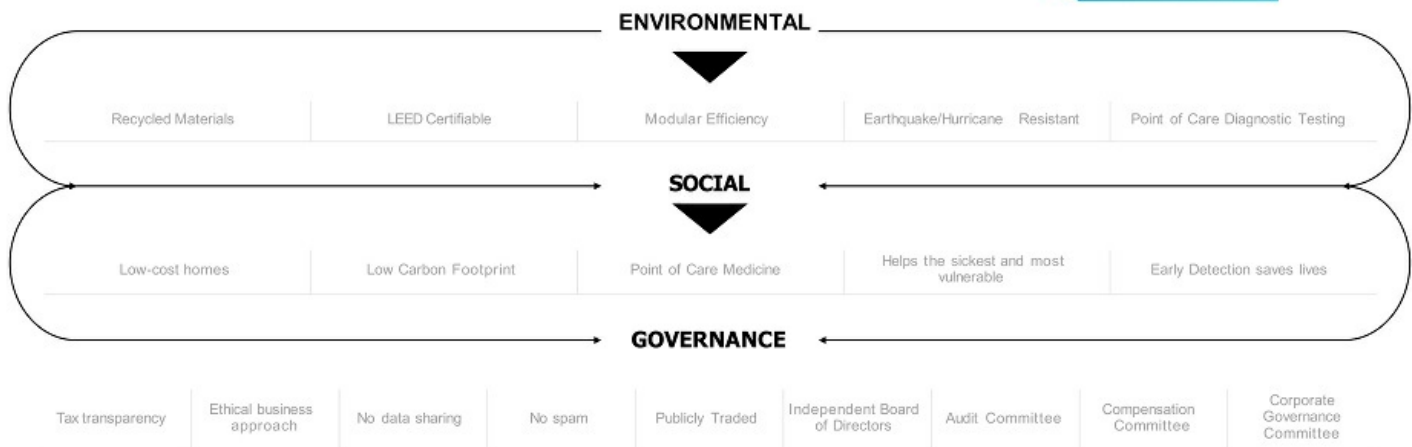 ENVIRONMENTAL
Recycled Materials
LEED Certifiable
Modular Efficiency
Earthquake/Hurricane Resistant
Point of Care Diagnostic Testing
SOCIAL
Low-cost homes
Low Carbon Footprint
Point of Care Medicine
Helps the sickest and most
vulnerable
Early Detection saves lives
GOVERNANCE
Tax transparency
Ethical business
approach
No data sharing
No spam
Publicly Traded
Independent Board
of Directors
Audit Committee
Compensation
Committee
Corporate
Governance
Committee